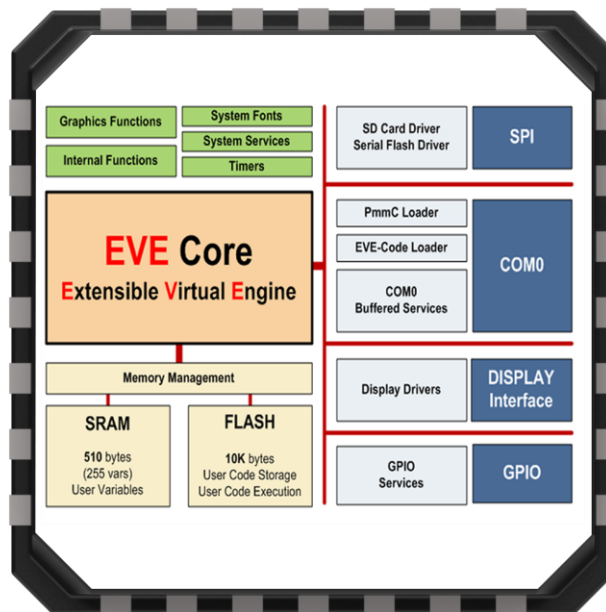 Graphics Functions
Internal Functions
System Fonts
System Services
Timers
EVE Core
Extensible Virtual Engine
Memory Management
SRAM
510 bytes
(255 vars)
User Variables
FLASH
10K bytes
User Code Storage
User Code Execution
SD Card Driver
Serial Flash Driver
SPI
PmmC Loader
EVE-Code Loader
COM0
Buffered Services
COM0
Display Drivers
DISPLAY
Interface
GPIO
Services
GPIO